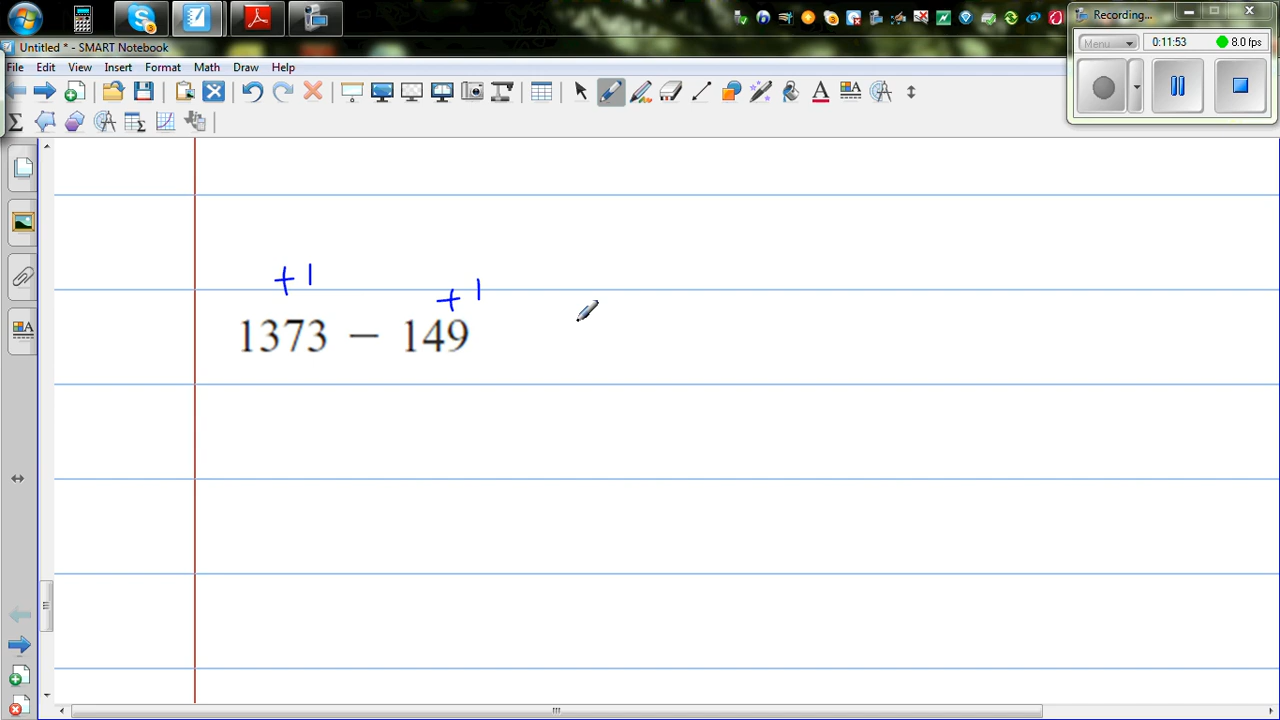 Recording...
Menu
0:11:53
8.0 fps
Untitled * - SMART Notebook
File Edit View Insert Format Math Draw Help
+1
+1
1373 − 149